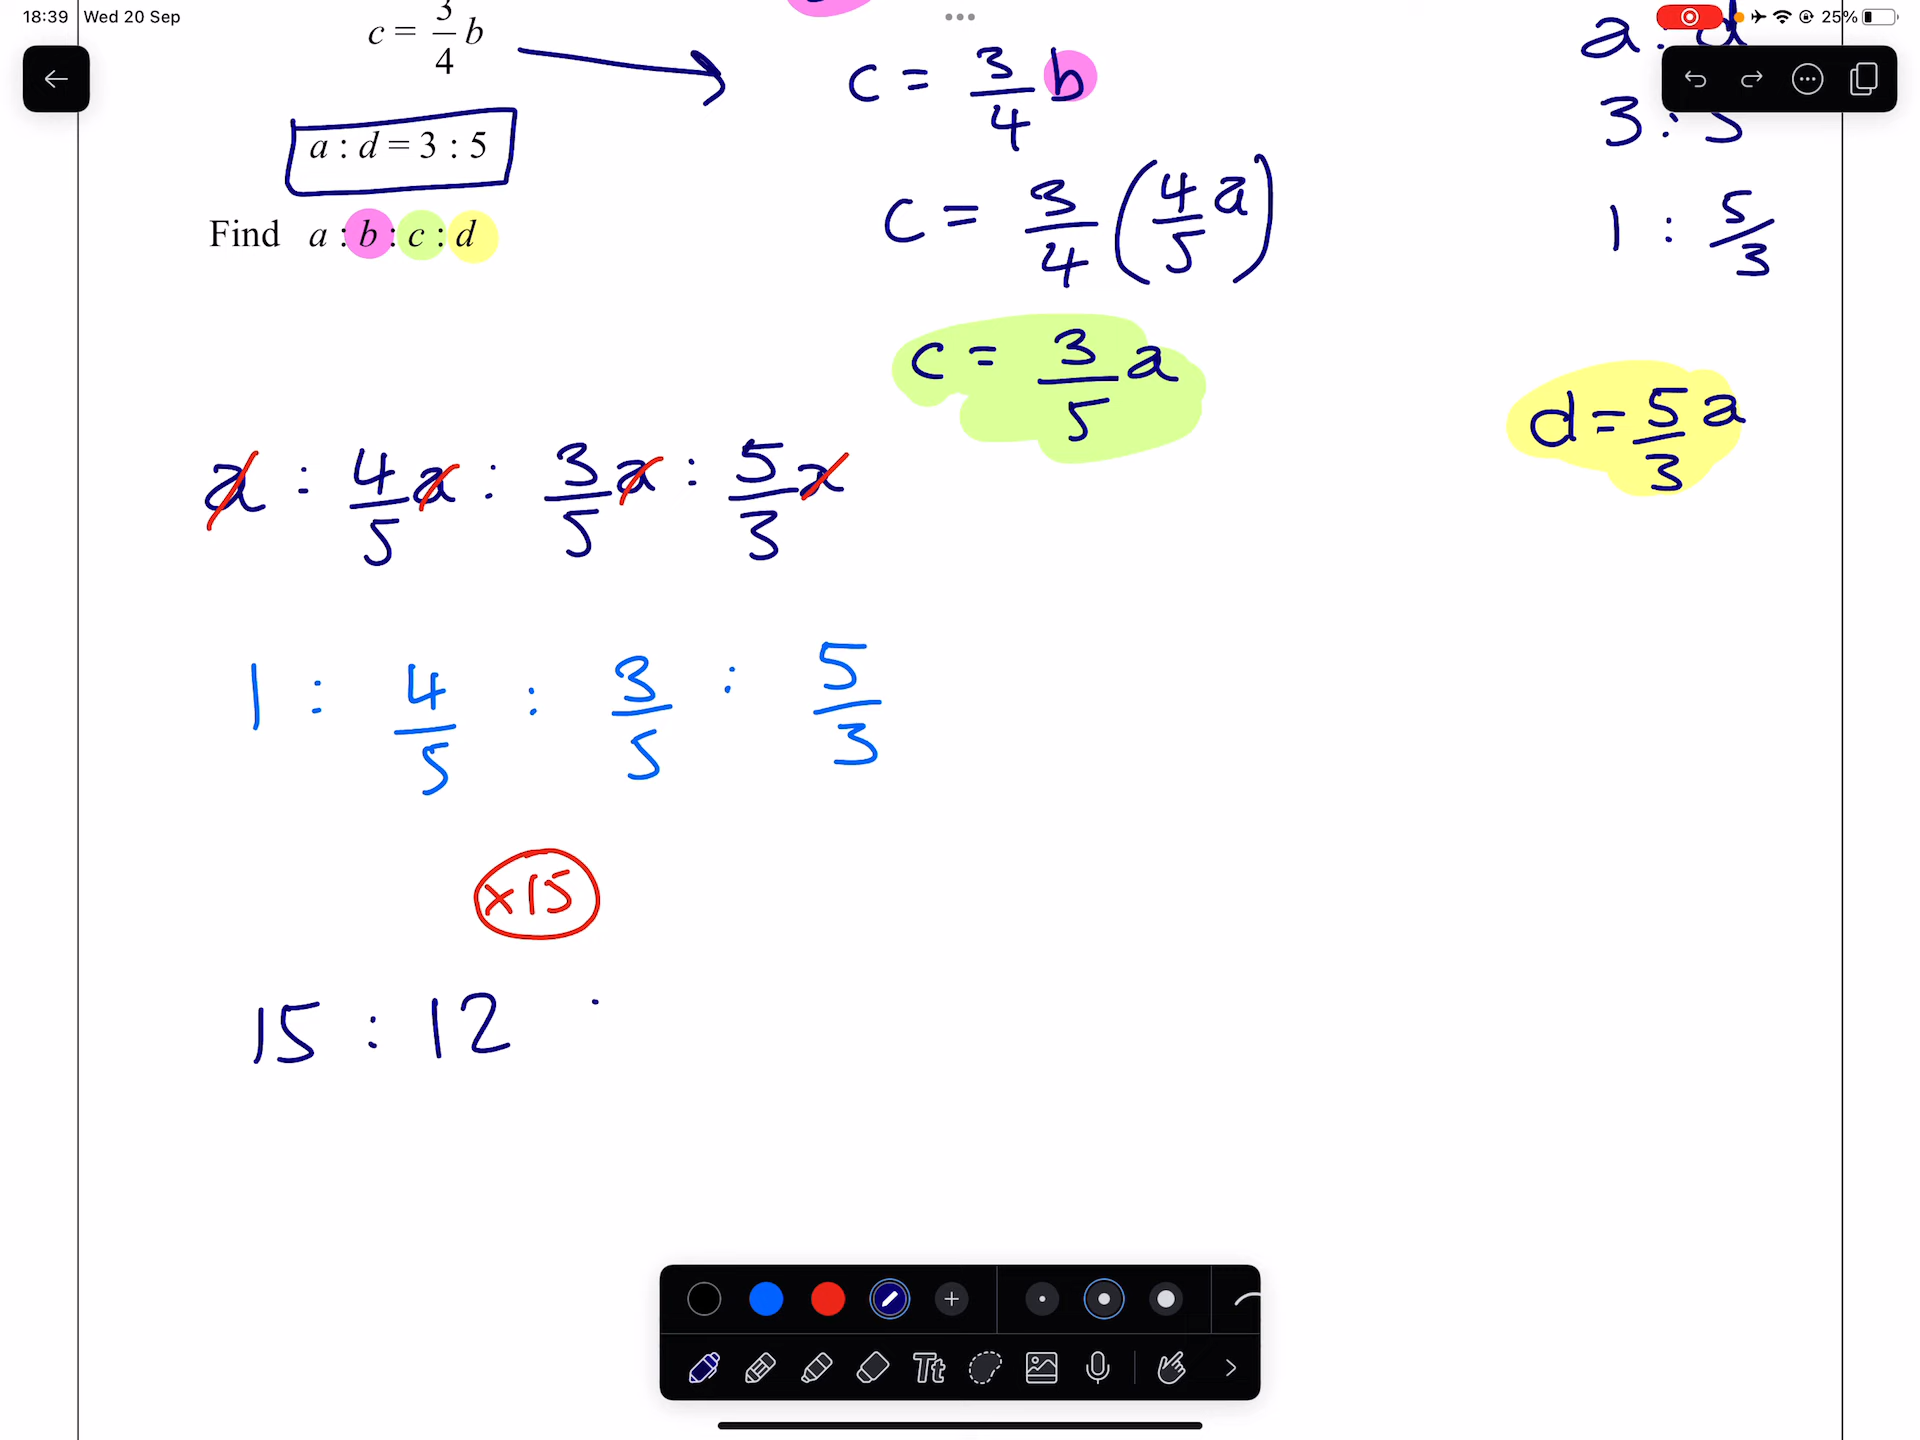 18:39 Wed 20 Sep
25%
c = 3/4 b
a : d = 3 : 5
Find a : b : c : d
c = 3/4 b
c = 3/4 (4/5 a)
c = 3/5 a
a : d
3 : 5
1 : 5/3
d = 5/3 a
a : 4/5 a : 3/5 a : 5/3 a
1 : 4/5 : 3/5 : 5/3
×15
15 : 12
Tt